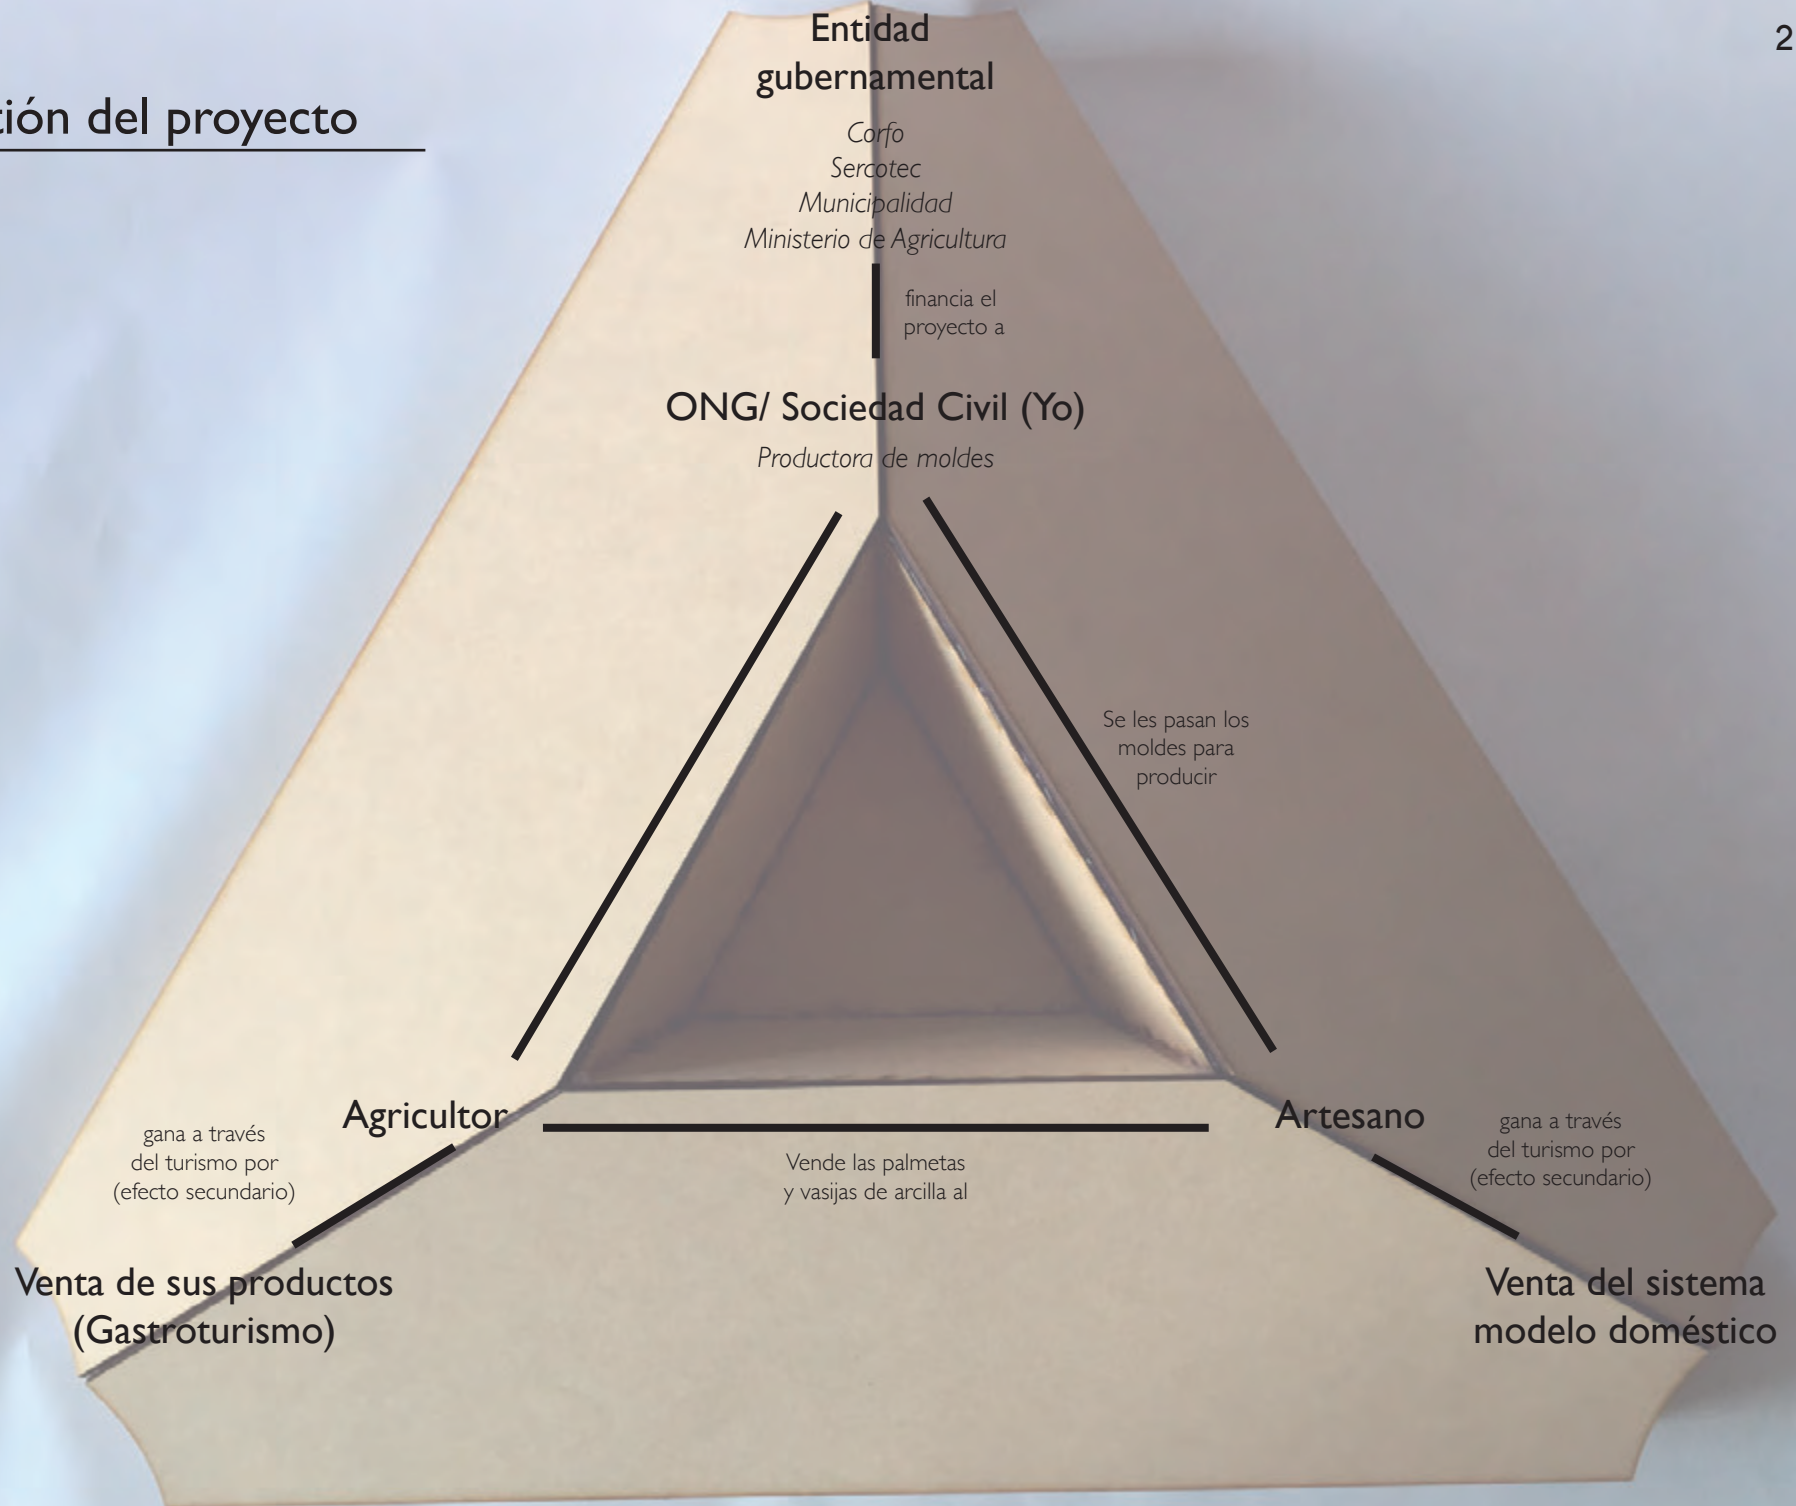 2
tión del proyecto
Entidad
gubernamental
Corfo
Sercotec
Municipalidad
Ministerio de Agricultura
financia el
proyecto a
ONG/ Sociedad Civil (Yo)
Productora de moldes
Se les pasan los
moldes para
producir
Agricultor
Artesano
gana a través
del turismo por
(efecto secundario)
Vende las palmetas
y vasijas de arcilla al
gana a través
del turismo por
(efecto secundario)
Venta de sus productos
(Gastroturismo)
Venta del sistema
modelo doméstico